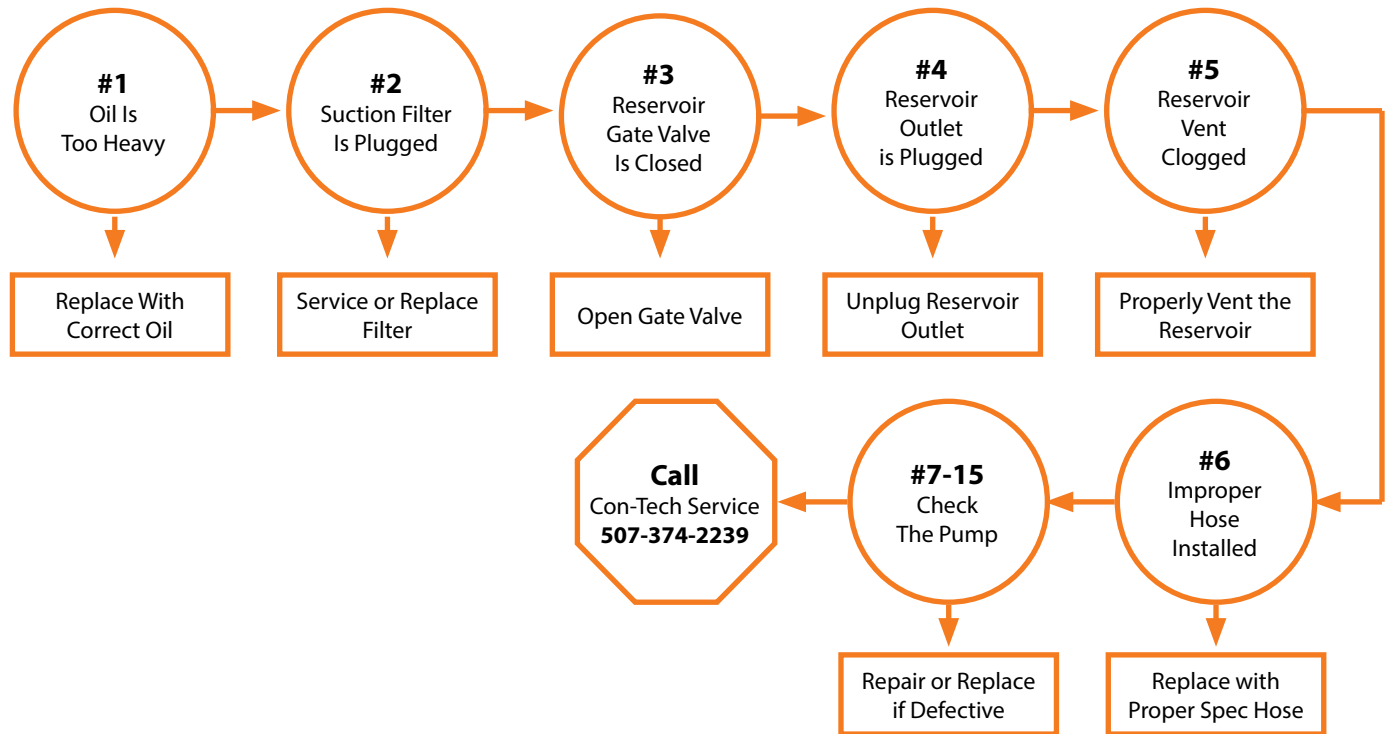 #1
Oil Is
Too Heavy
#2
Suction Filter
Is Plugged
#3
Reservoir
Gate Valve
Is Closed
#4
Reservoir
Outlet
is Plugged
#5
Reservoir
Vent
Clogged
Replace With
Correct Oil
Service or Replace
Filter
Open Gate Valve
Unplug Reservoir
Outlet
Properly Vent the
Reservoir
#6
Improper
Hose
Installed
#7-15
Check
The Pump
Call
Con-Tech Service
507-374-2239
Replace with
Proper Spec Hose
Repair or Replace
if Defective